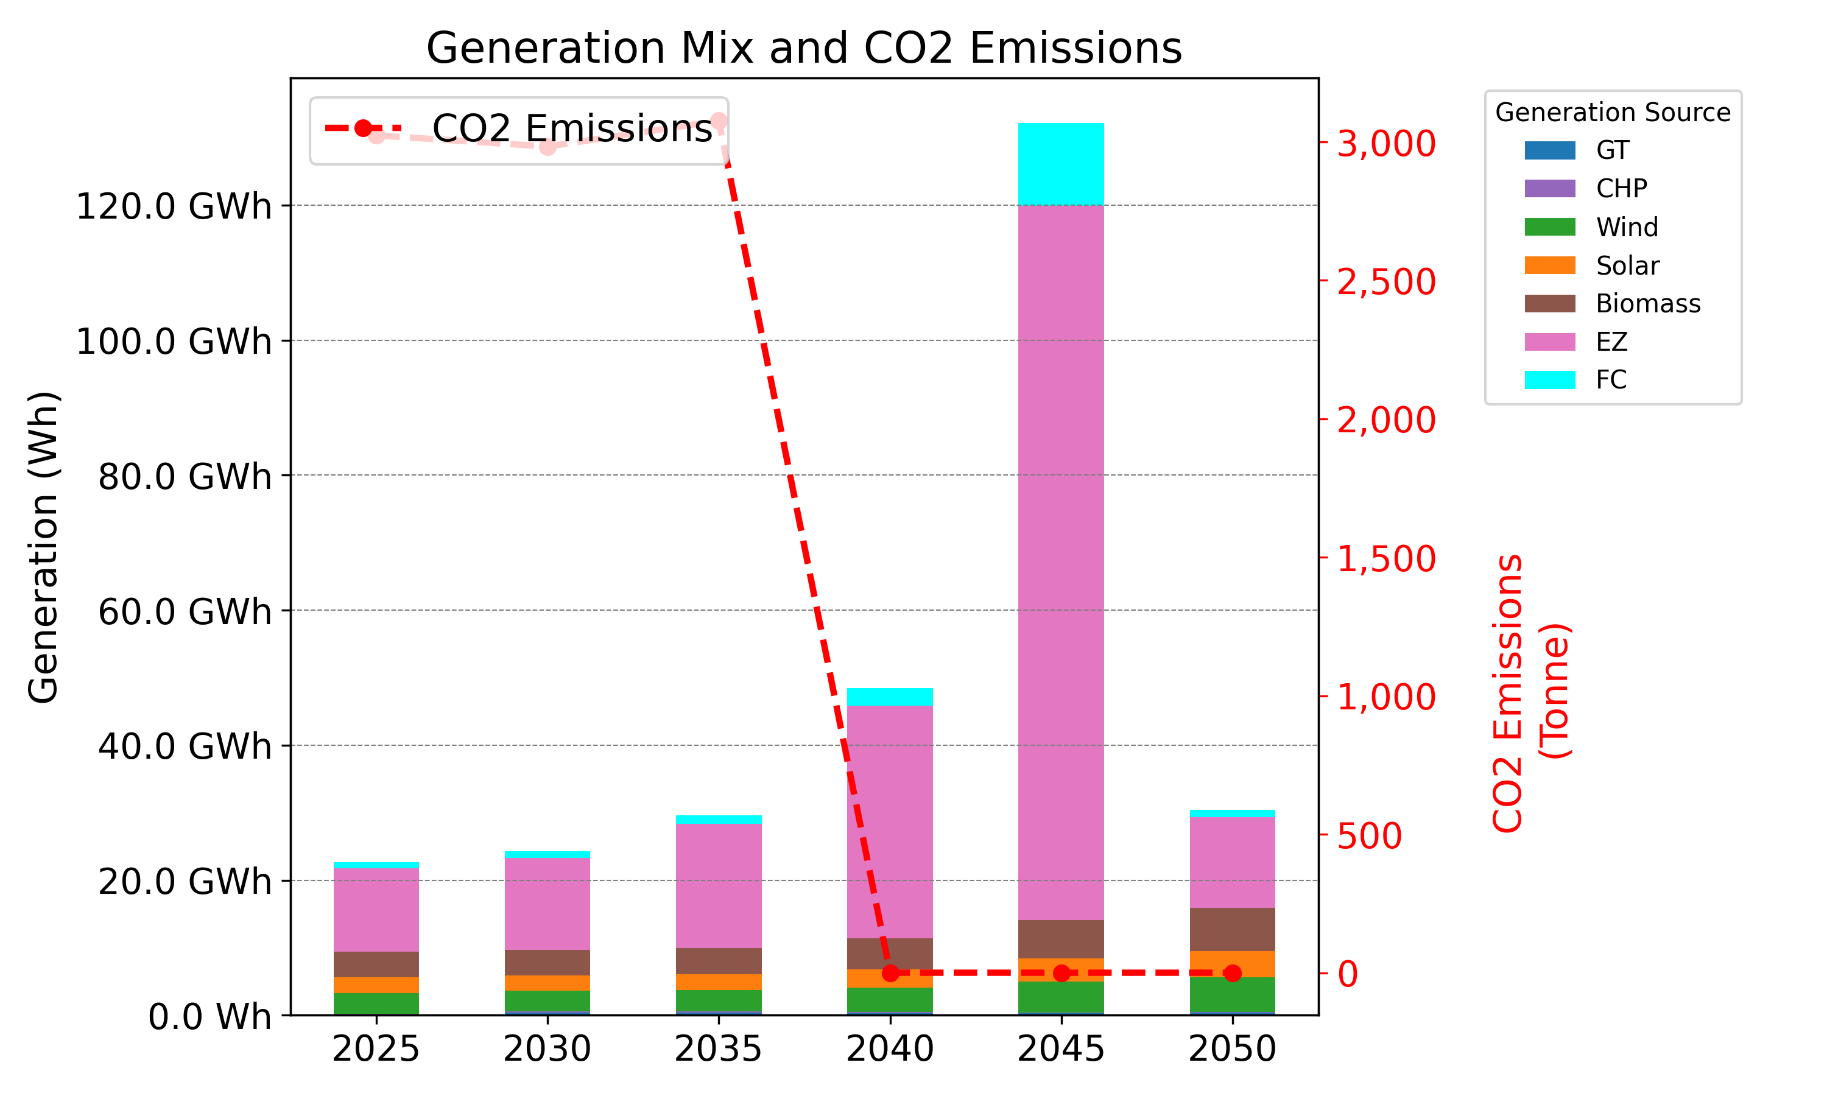 Generation Mix and CO2 Emissions
CO2 Emissions
Generation Source
GT
CHP
Wind
Solar
Biomass
EZ
FC
Generation (Wh)
120.0 GWh
100.0 GWh
80.0 GWh
60.0 GWh
40.0 GWh
20.0 GWh
0.0 Wh
3,000
2,500
2,000
1,500
1,000
500
0
CO2 Emissions
(Tonne)
2025 2030 2035 2040 2045 2050